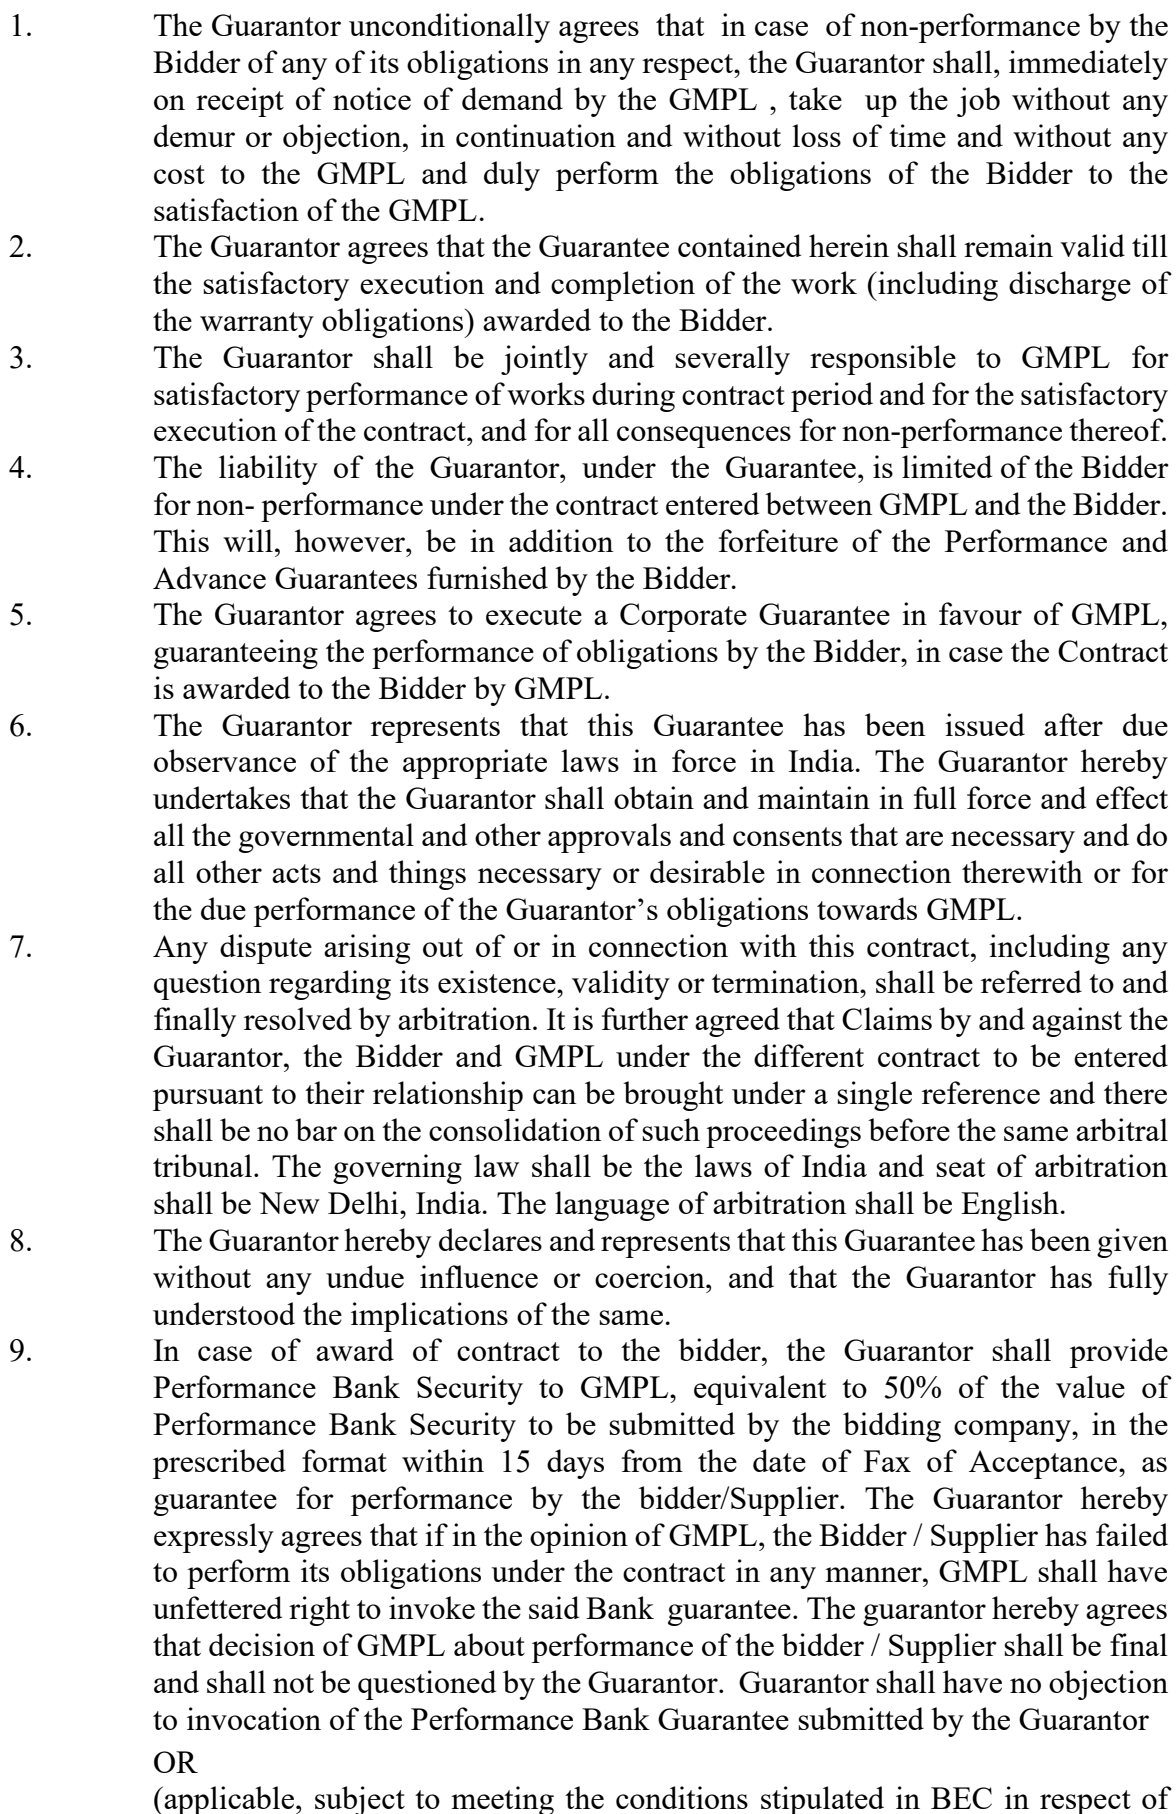 1. The Guarantor unconditionally agrees that in case of non-performance by the
Bidder of any of its obligations in any respect, the Guarantor shall, immediately
on receipt of notice of demand by the GMPL , take up the job without any
demur or objection, in continuation and without loss of time and without any
cost to the GMPL and duly perform the obligations of the Bidder to the
satisfaction of the GMPL.
2. The Guarantor agrees that the Guarantee contained herein shall remain valid till
the satisfactory execution and completion of the work (including discharge of
the warranty obligations) awarded to the Bidder.
3. The Guarantor shall be jointly and severally responsible to GMPL for
satisfactory performance of works during contract period and for the satisfactory
execution of the contract, and for all consequences for non-performance thereof.
4. The liability of the Guarantor, under the Guarantee, is limited of the Bidder
for non- performance under the contract entered between GMPL and the Bidder.
This will, however, be in addition to the forfeiture of the Performance and
Advance Guarantees furnished by the Bidder.
5. The Guarantor agrees to execute a Corporate Guarantee in favour of GMPL,
guaranteeing the performance of obligations by the Bidder, in case the Contract
is awarded to the Bidder by GMPL.
6. The Guarantor represents that this Guarantee has been issued after due
observance of the appropriate laws in force in India. The Guarantor hereby
undertakes that the Guarantor shall obtain and maintain in full force and effect
all the governmental and other approvals and consents that are necessary and do
all other acts and things necessary or desirable in connection therewith or for
the due performance of the Guarantor’s obligations towards GMPL.
7. Any dispute arising out of or in connection with this contract, including any
question regarding its existence, validity or termination, shall be referred to and
finally resolved by arbitration. It is further agreed that Claims by and against the
Guarantor, the Bidder and GMPL under the different contract to be entered
pursuant to their relationship can be brought under a single reference and there
shall be no bar on the consolidation of such proceedings before the same arbitral
tribunal. The governing law shall be the laws of India and seat of arbitration
shall be New Delhi, India. The language of arbitration shall be English.
8. The Guarantor hereby declares and represents that this Guarantee has been given
without any undue influence or coercion, and that the Guarantor has fully
understood the implications of the same.
9. In case of award of contract to the bidder, the Guarantor shall provide
Performance Bank Security to GMPL, equivalent to 50% of the value of
Performance Bank Security to be submitted by the bidding company, in the
prescribed format within 15 days from the date of Fax of Acceptance, as
guarantee for performance by the bidder/Supplier. The Guarantor hereby
expressly agrees that if in the opinion of GMPL, the Bidder / Supplier has failed
to perform its obligations under the contract in any manner, GMPL shall have
unfettered right to invoke the said Bank guarantee. The guarantor hereby agrees
that decision of GMPL about performance of the bidder / Supplier shall be final
and shall not be questioned by the Guarantor. Guarantor shall have no objection
to invocation of the Performance Bank Guarantee submitted by the Guarantor
OR
(applicable, subject to meeting the conditions stipulated in BEC in respect of